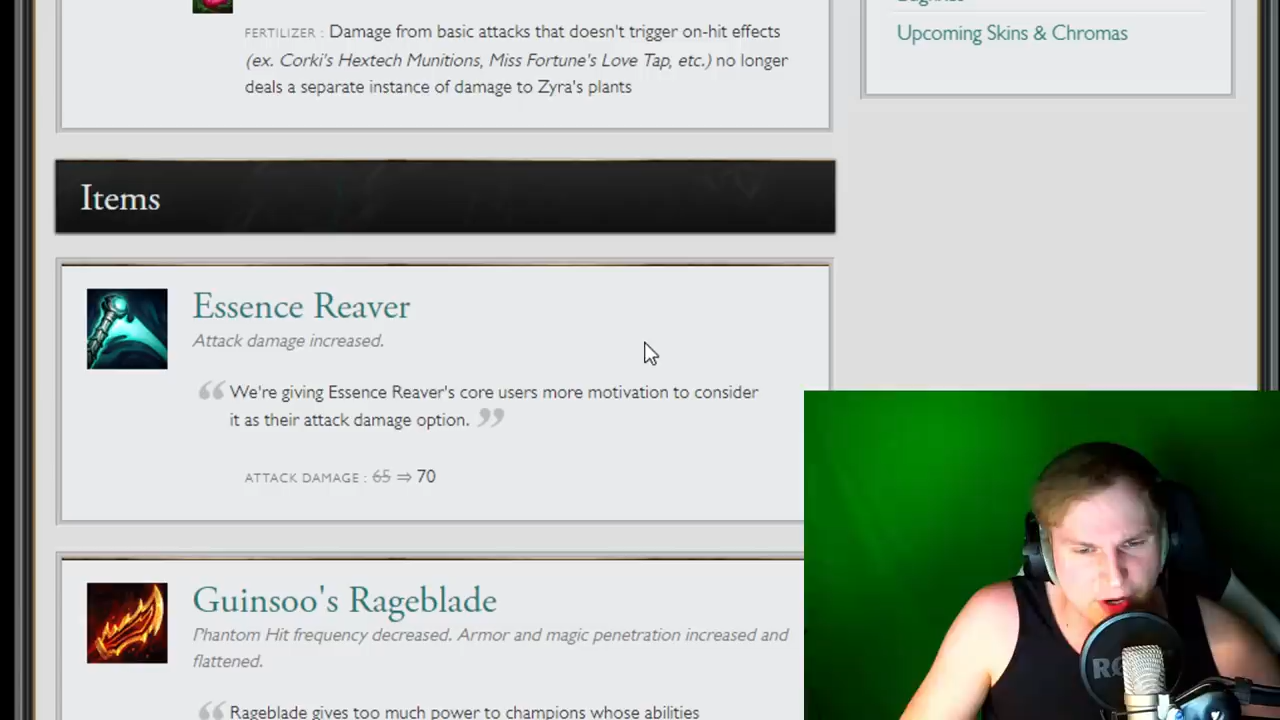 FERTILIZER : Damage from basic attacks that doesn't trigger on-hit effects
(ex. Corki's Hextech Munitions, Miss Fortune's Love Tap, etc.) no longer
deals a separate instance of damage to Zyra's plants
Upcoming Skins & Chromas
Items
Essence Reaver
Attack damage increased.
“ We're giving Essence Reaver's core users more motivation to consider
it as their attack damage option. ”
ATTACK DAMAGE : 65 ⇒ 70
Guinsoo's Rageblade
Phantom Hit frequency decreased. Armor and magic penetration increased and
flattened.
“ Rageblade gives too much power to champions whose abilities